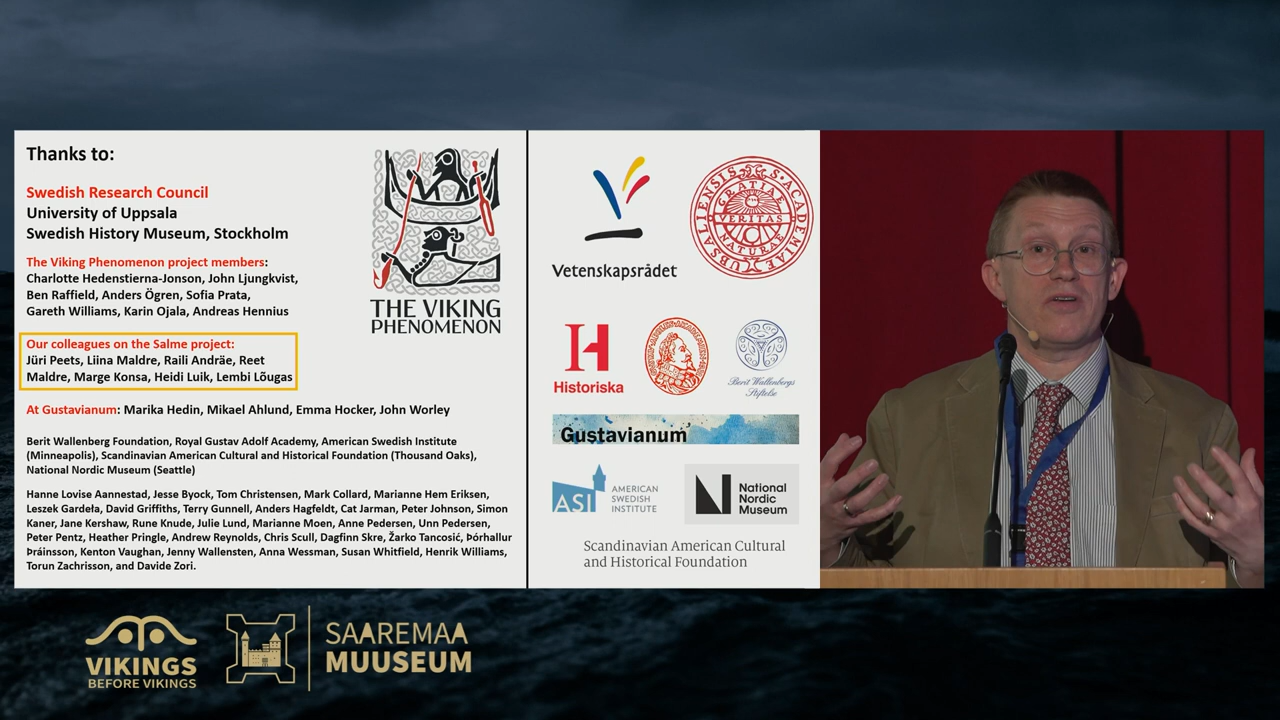 Thanks to:
Swedish Research Council
University of Uppsala
Swedish History Museum, Stockholm
The Viking Phenomenon project members:
Charlotte Hedenstierna-Jonson, John Ljungkvist,
Ben Raffield, Anders Ögren, Sofia Prata,
Gareth Williams, Karin Ojala, Andreas Hennius
Our colleagues on the Salme project:
Jüri Peets, Liina Maldre, Raili Andräe, Reet
Maldre, Marge Konsa, Heidi Luik, Lembi Lõugas
At Gustavianum: Marika Hedin, Mikael Ahlund, Emma Hocker, John Worley
Berit Wallenberg Foundation, Royal Gustav Adolf Academy, American Swedish Institute
(Minneapolis), Scandinavian American Cultural and Historical Foundation (Thousand Oaks),
National Nordic Museum (Seattle)
Hanne Lovise Aannestad, Jesse Byock, Tom Christensen, Mark Collard, Marianne Hem Eriksen,
Leszek Gardeła, David Griffiths, Terry Gunnell, Anders Hagfeldt, Cat Jarman, Peter Johnson, Simon
Kaner, Jane Kershaw, Rune Knude, Julie Lund, Marianne Moen, Anne Pedersen, Unn Pedersen,
Peter Pentz, Heather Pringle, Andrew Reynolds, Chris Scull, Dagfinn Skre, Žarko Tancosić, Þórhallur
Þráinsson, Kenton Vaughan, Jenny Wallensten, Anna Wessman, Susan Whitfield, Henrik Williams,
Torun Zachrisson, and Davide Zori.
THE VIKING
PHENOMENON
Vetenskapsrådet
UBSALIENSIS S. ACADEMIAE
GRATIAE
VERITAS
NATURAE
H
Historiska
Berit Wallenbergs
Stiftelse
Gustavianum
ASI
AMERICAN
SWEDISH
INSTITUTE
National
Nordic
Museum
Scandinavian American Cultural
and Historical Foundation
VIKINGS
BEFORE VIKINGS
SAAREMAA
MUUSEUM